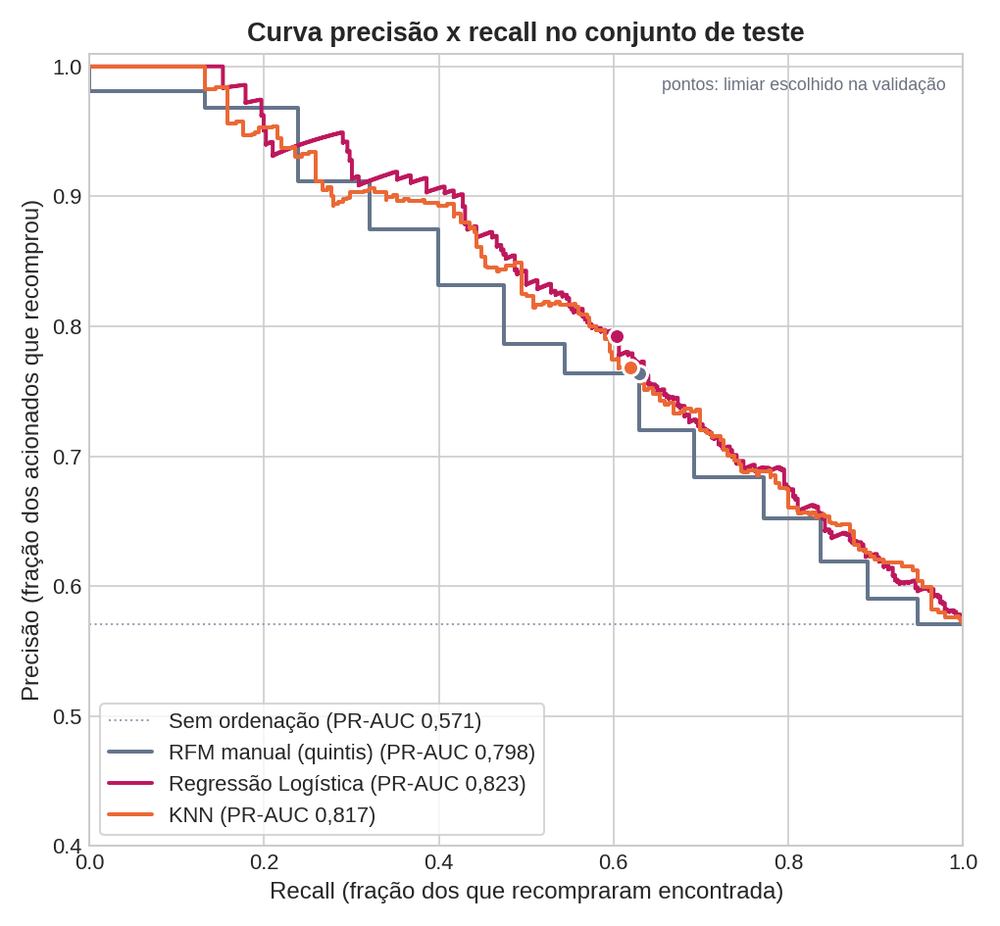 Curva precisão x recall no conjunto de teste
pontos: limiar escolhido na validação
Precisão (fração dos acionados que recomprou)
1.0
0.9
0.8
0.7
0.6
0.5
0.4
Sem ordenação (PR-AUC 0,571)
RFM manual (quintis) (PR-AUC 0,798)
Regressão Logística (PR-AUC 0,823)
KNN (PR-AUC 0,817)
0.0 0.2 0.4 0.6 0.8 1.0
Recall (fração dos que recompraram encontrada)